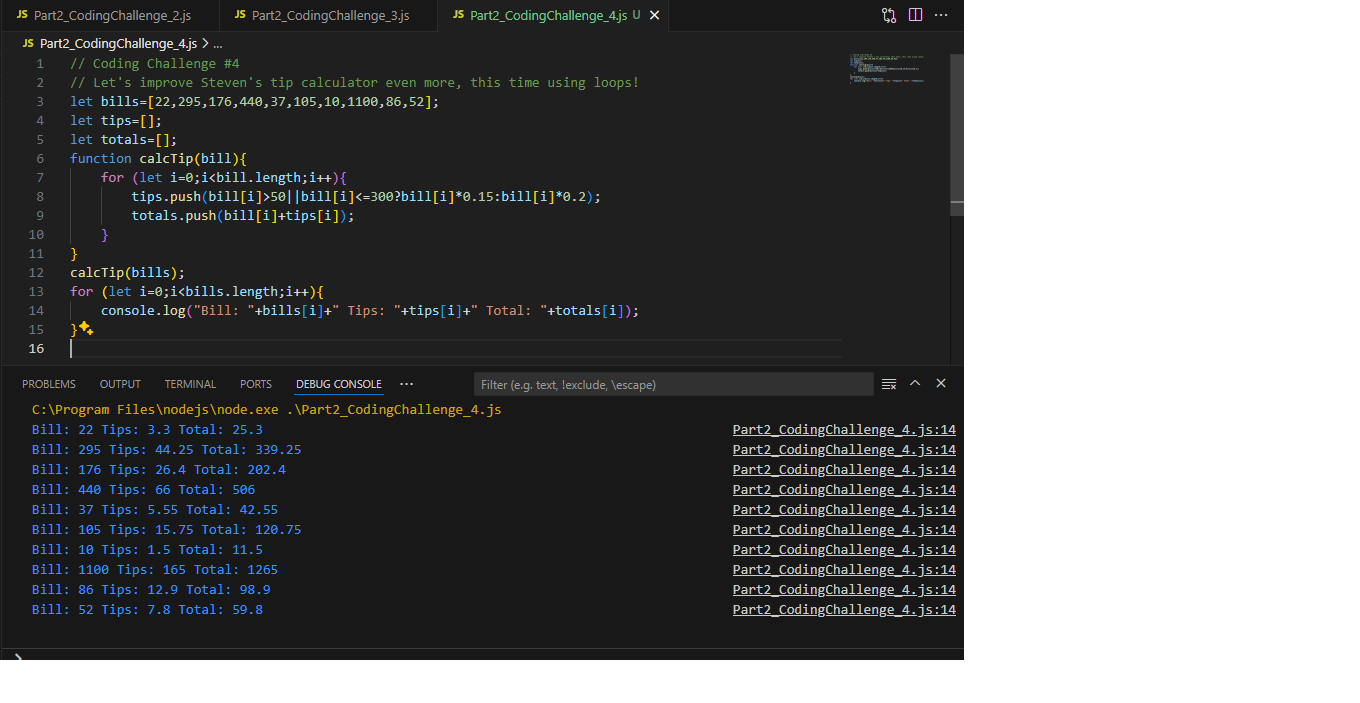 JS Part2_CodingChallenge_2.js JS Part2_CodingChallenge_3.js JS Part2_CodingChallenge_4.js U
JS Part2_CodingChallenge_4.js > ...
1 // Coding Challenge #4
2 // Let's improve Steven's tip calculator even more, this time using loops!
3 let bills=[22,295,176,440,37,105,10,1100,86,52];
4 let tips=[];
5 let totals=[];
6 function calcTip(bill){
7     for (let i=0;i<bill.length;i++){
8         tips.push(bill[i]>50||bill[i]<=300?bill[i]*0.15:bill[i]*0.2);
9         totals.push(bill[i]+tips[i]);
10     }
11 }
12 calcTip(bills);
13 for (let i=0;i<bills.length;i++){
14     console.log("Bill: "+bills[i]+" Tips: "+tips[i]+" Total: "+totals[i]);
15 }
16
PROBLEMS OUTPUT TERMINAL PORTS DEBUG CONSOLE ... Filter (e.g. text, !exclude, \escape)
C:\Program Files\nodejs\node.exe .\Part2_CodingChallenge_4.js
Bill: 22 Tips: 3.3 Total: 25.3 Part2_CodingChallenge_4.js:14
Bill: 295 Tips: 44.25 Total: 339.25 Part2_CodingChallenge_4.js:14
Bill: 176 Tips: 26.4 Total: 202.4 Part2_CodingChallenge_4.js:14
Bill: 440 Tips: 66 Total: 506 Part2_CodingChallenge_4.js:14
Bill: 37 Tips: 5.55 Total: 42.55 Part2_CodingChallenge_4.js:14
Bill: 105 Tips: 15.75 Total: 120.75 Part2_CodingChallenge_4.js:14
Bill: 10 Tips: 1.5 Total: 11.5 Part2_CodingChallenge_4.js:14
Bill: 1100 Tips: 165 Total: 1265 Part2_CodingChallenge_4.js:14
Bill: 86 Tips: 12.9 Total: 98.9 Part2_CodingChallenge_4.js:14
Bill: 52 Tips: 7.8 Total: 59.8 Part2_CodingChallenge_4.js:14